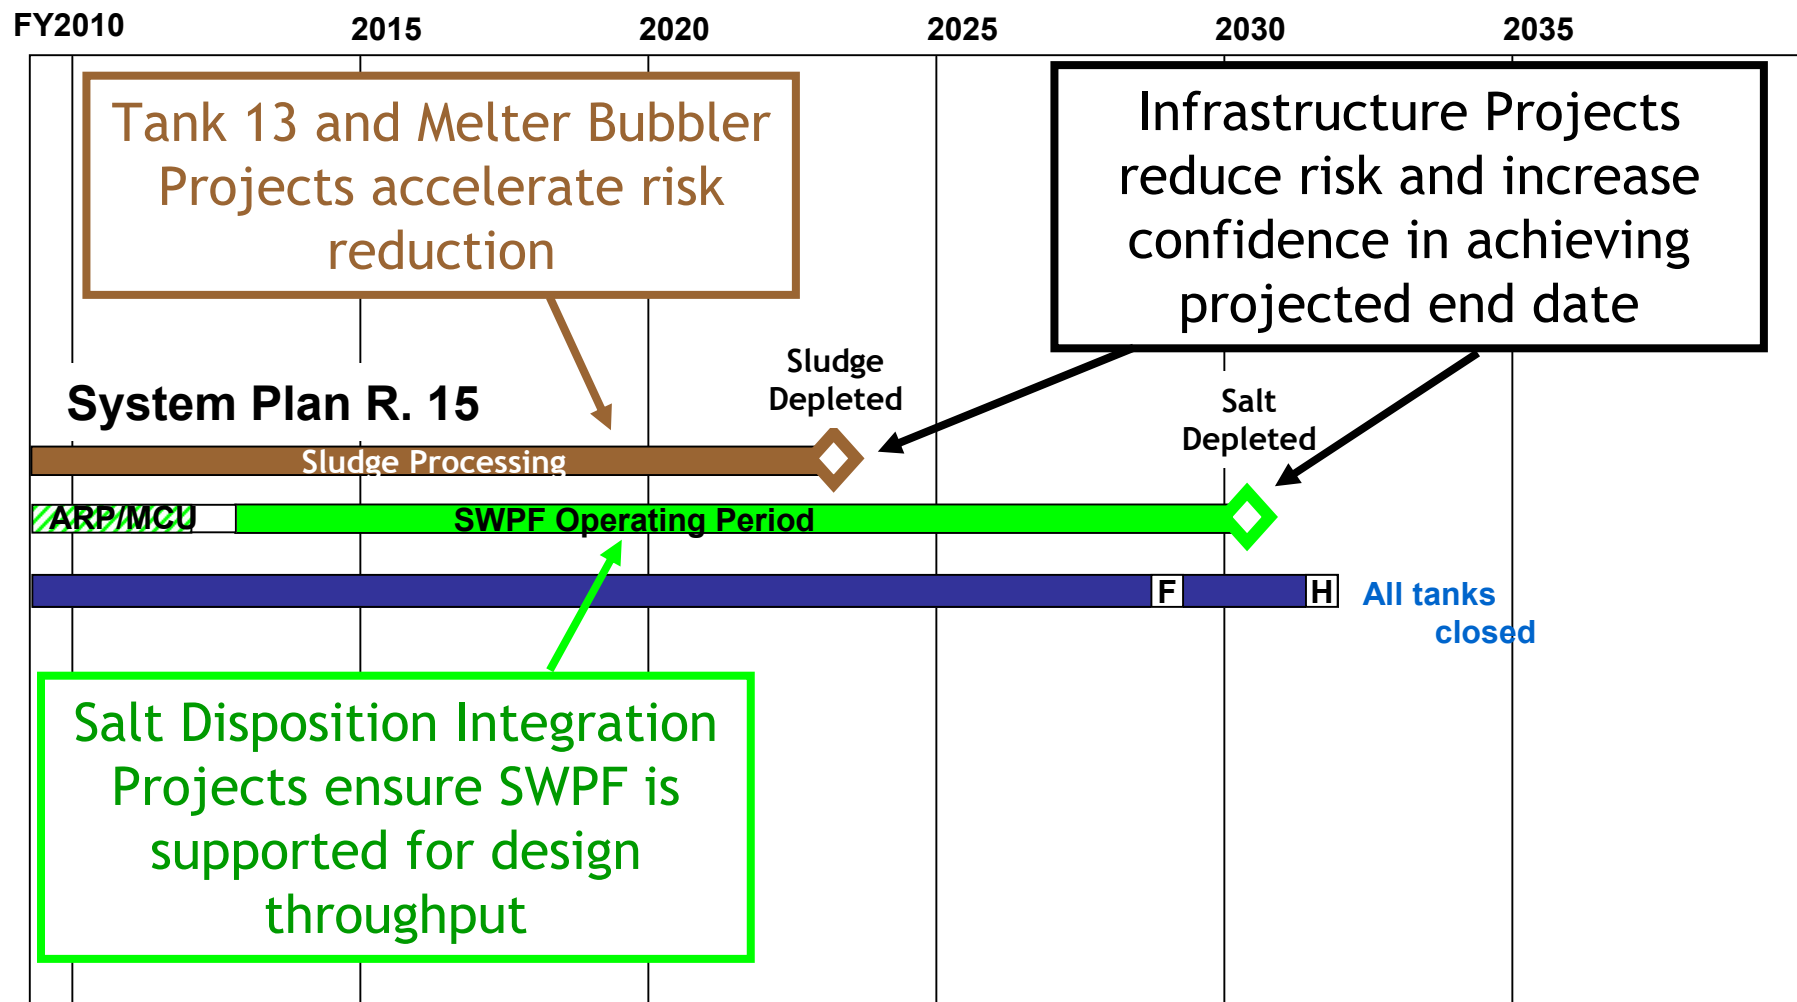 FY2010 2015 2020 2025 2030 2035
Tank 13 and Melter Bubbler
Projects accelerate risk
reduction
Infrastructure Projects
reduce risk and increase
confidence in achieving
projected end date
Sludge
Depleted
Salt
Depleted
System Plan R. 15
Sludge Processing
ARP/MCU
SWPF Operating Period
F
H
All tanks
closed
Salt Disposition Integration
Projects ensure SWPF is
supported for design
throughput